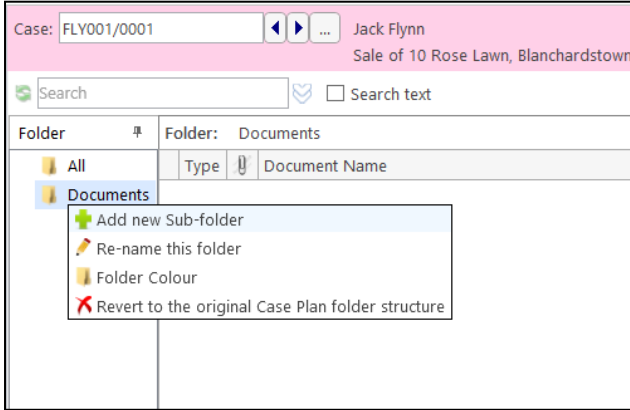 Case: FLY001/0001 ... Jack Flynn
Sale of 10 Rose Lawn, Blanchardstown
Search Search text
Folder Folder: Documents
All Type Document Name
Documents
Add new Sub-folder
Re-name this folder
Folder Colour
Revert to the original Case Plan folder structure